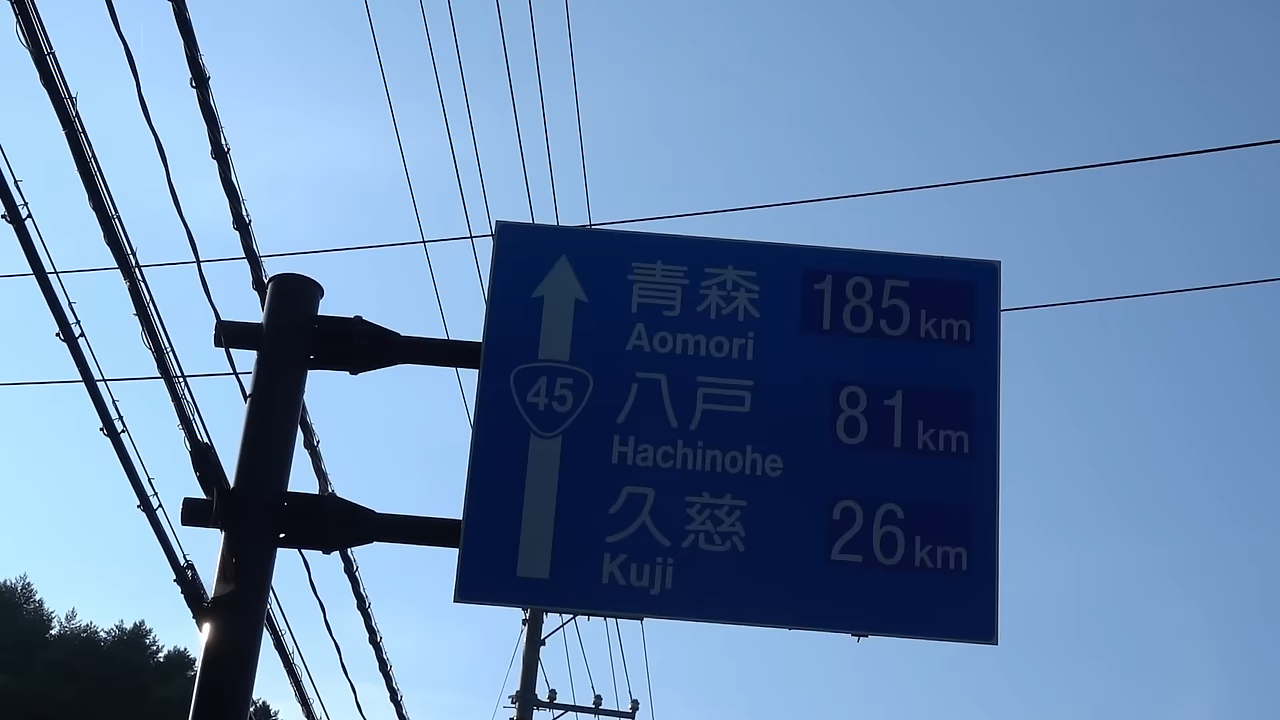 青森 185km
Aomori
45
八戸 81km
Hachinohe
久慈 26km
Kuji